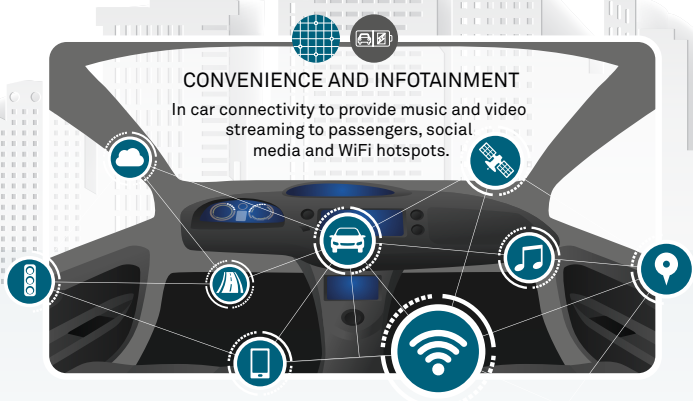 CONVENIENCE AND INFOTAINMENT
In car connectivity to provide music and video
streaming to passengers, social
media and WiFi hotspots.